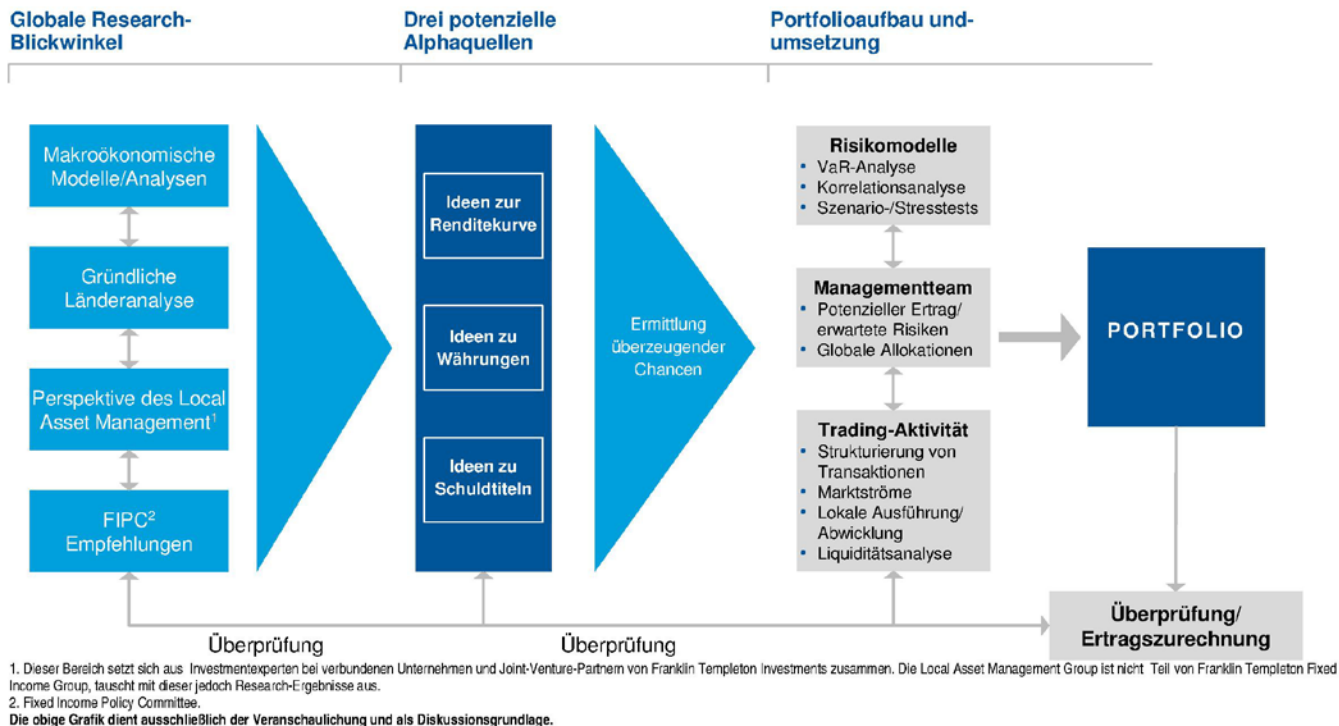 Globale Research-
Blickwinkel
Drei potenzielle
Alphaquellen
Portfolioaufbau und-
umsetzung
Makroökonomische
Modelle/Analysen
Gründliche
Länderanalyse
Perspektive des Local
Asset Management¹
FIPC²
Empfehlungen
Ideen zur
Renditekurve
Ideen zu
Währungen
Ideen zu
Schuldtiteln
Ermittlung
überzeugender
Chancen
Risikomodelle
• VaR-Analyse
• Korrelationsanalyse
• Szenario-/Stresstests
Managementteam
• Potenzieller Ertrag/
erwartete Risiken
• Globale Allokationen
Trading-Aktivität
• Strukturierung von
Transaktionen
• Marktströme
• Lokale Ausführung/
Abwicklung
• Liquiditätsanalyse
PORTFOLIO
Überprüfung/
Ertragszurechnung
Überprüfung
Überprüfung
1. Dieser Bereich setzt sich aus Investmentexperten bei verbundenen Unternehmen und Joint-Venture-Partnern von Franklin Templeton Investments zusammen. Die Local Asset Management Group ist nicht Teil von Franklin Templeton Fixed
Income Group, tauscht mit dieser jedoch Research-Ergebnisse aus.
2. Fixed Income Policy Committee.
Die obige Grafik dient ausschließlich der Veranschaulichung und als Diskussionsgrundlage.